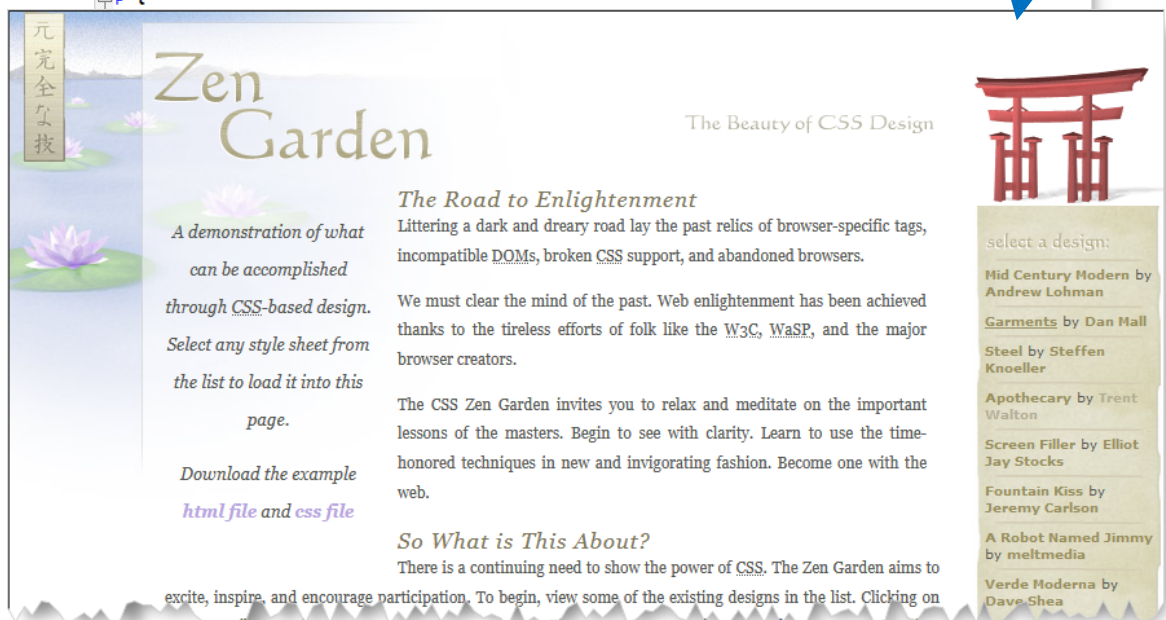 元
完
全
な
技
Zen
Garden
The Beauty of CSS Design
A demonstration of what
can be accomplished
through CSS-based design.
Select any style sheet from
the list to load it into this
page.
Download the example
html file and css file
The Road to Enlightenment
Littering a dark and dreary road lay the past relics of browser-specific tags,
incompatible DOMs, broken CSS support, and abandoned browsers.
We must clear the mind of the past. Web enlightenment has been achieved
thanks to the tireless efforts of folk like the W3C, WaSP, and the major
browser creators.
The CSS Zen Garden invites you to relax and meditate on the important
lessons of the masters. Begin to see with clarity. Learn to use the time-
honored techniques in new and invigorating fashion. Become one with the
web.
So What is This About?
There is a continuing need to show the power of CSS. The Zen Garden aims to
excite, inspire, and encourage participation. To begin, view some of the existing designs in the list. Clicking on
select a design:
Mid Century Modern by
Andrew Lohman
Garments by Dan Mall
Steel by Steffen
Knoeller
Apothecary by Trent
Walton
Screen Filler by Elliot
Jay Stocks
Fountain Kiss by
Jeremy Carlson
A Robot Named Jimmy
by meltmedia
Verde Moderna by
Dave Shea